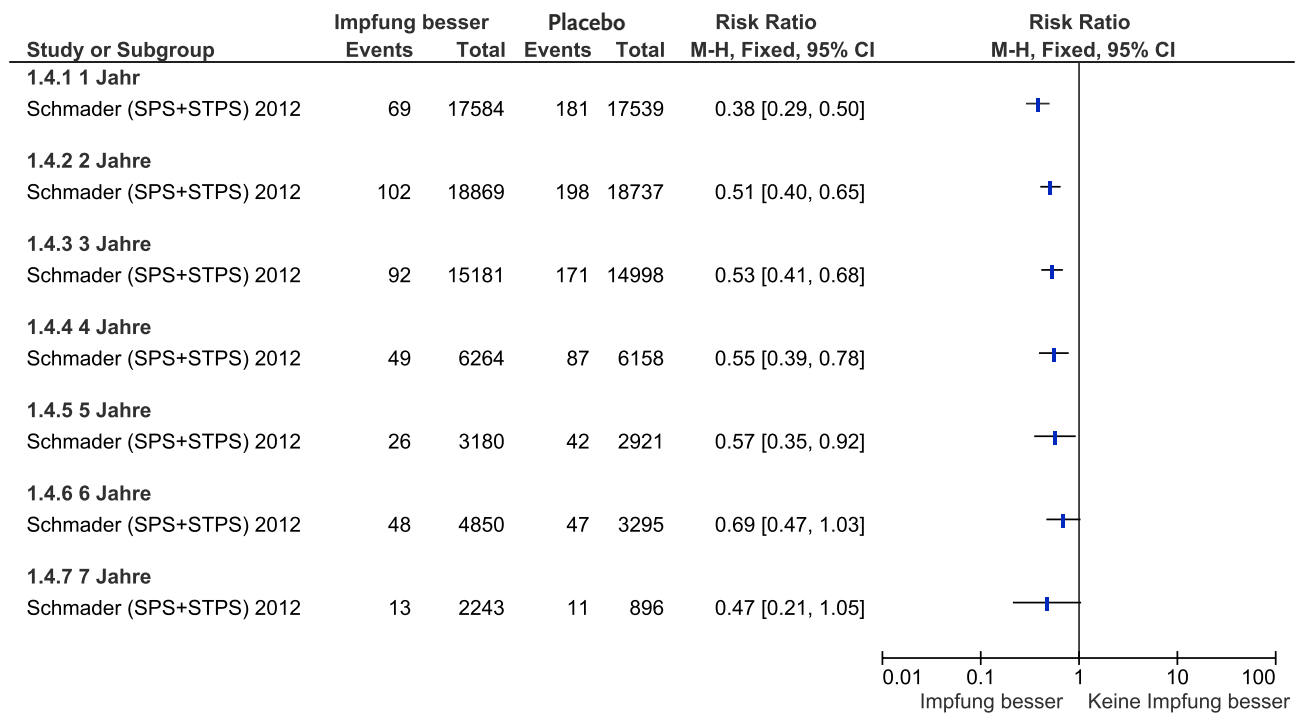 Impfung besser Placebo Risk Ratio Risk Ratio
Study or Subgroup Events Total Events Total M-H, Fixed, 95% CI M-H, Fixed, 95% CI
1.4.1 1 Jahr
Schmader (SPS+STPS) 2012 69 17584 181 17539 0.38 [0.29, 0.50]
1.4.2 2 Jahre
Schmader (SPS+STPS) 2012 102 18869 198 18737 0.51 [0.40, 0.65]
1.4.3 3 Jahre
Schmader (SPS+STPS) 2012 92 15181 171 14998 0.53 [0.41, 0.68]
1.4.4 4 Jahre
Schmader (SPS+STPS) 2012 49 6264 87 6158 0.55 [0.39, 0.78]
1.4.5 5 Jahre
Schmader (SPS+STPS) 2012 26 3180 42 2921 0.57 [0.35, 0.92]
1.4.6 6 Jahre
Schmader (SPS+STPS) 2012 48 4850 47 3295 0.69 [0.47, 1.03]
1.4.7 7 Jahre
Schmader (SPS+STPS) 2012 13 2243 11 896 0.47 [0.21, 1.05]
0.01 0.1 1 10 100
Impfung besser Keine Impfung besser